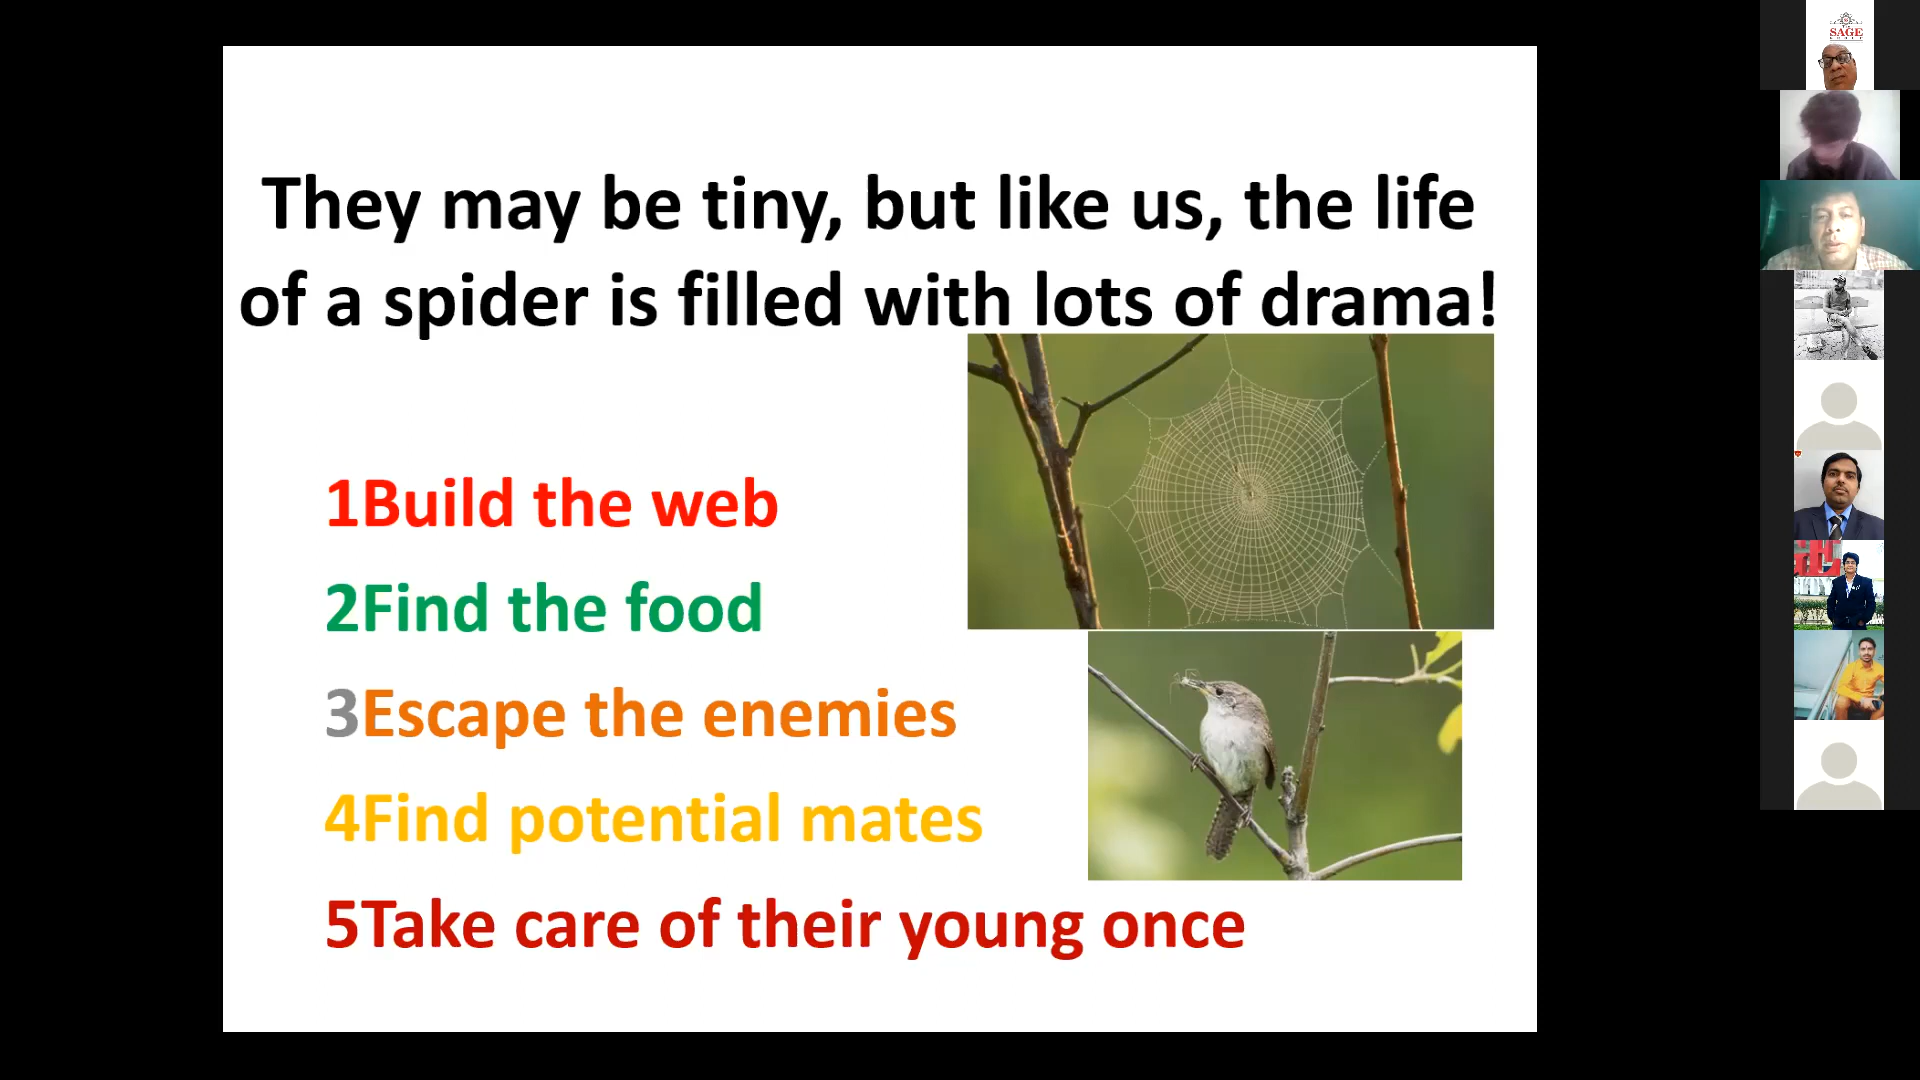 They may be tiny, but like us, the life
of a spider is filled with lots of drama!
1Build the web
2Find the food
3Escape the enemies
4Find potential mates
5Take care of their young once
SAGE